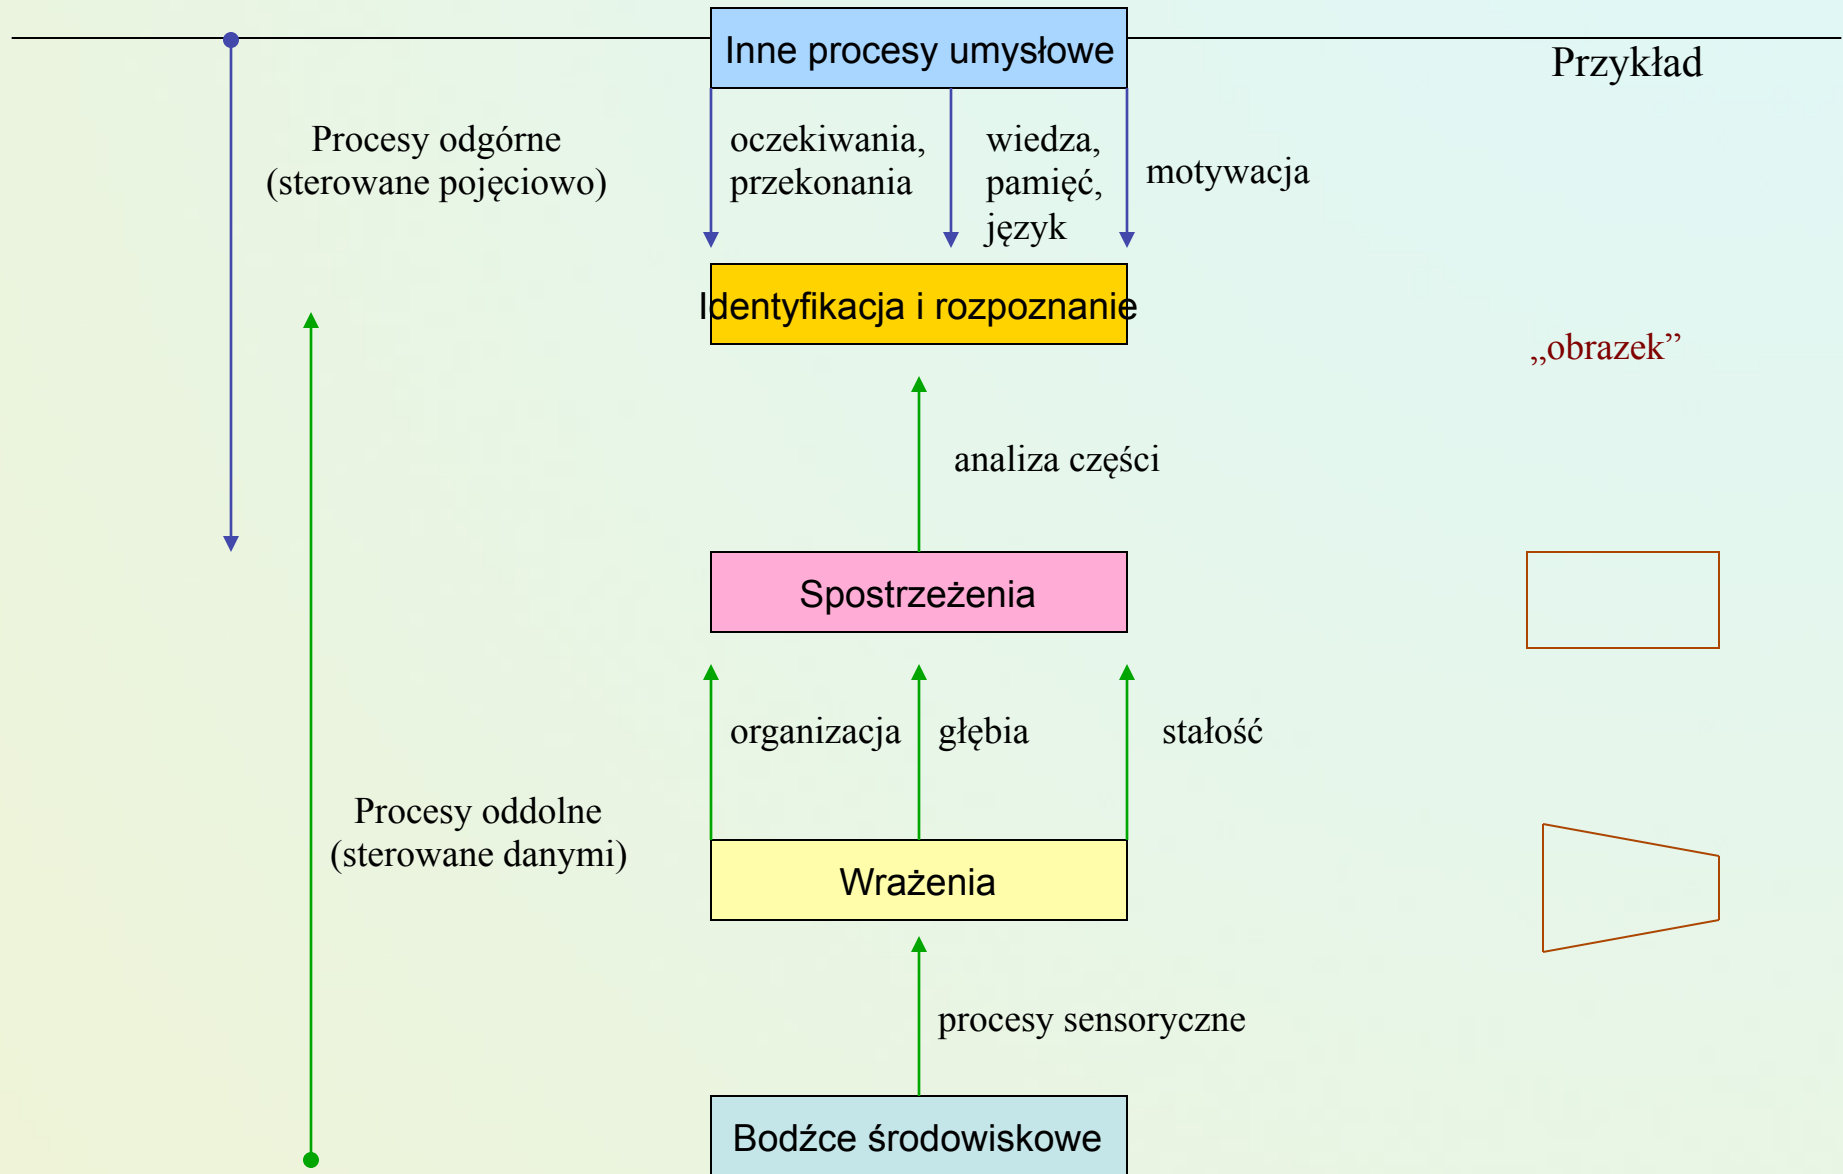 Inne procesy umysłowe
Przykład
Procesy odgórne
(sterowane pojęciowo)
oczekiwania,
przekonania
wiedza,
pamięć,
język
motywacja
Identyfikacja i rozpoznanie
„obrazek”
analiza części
Spostrzeżenia
organizacja
głębia
stałość
Procesy oddolne
(sterowane danymi)
Wrażenia
procesy sensoryczne
Bodźce środowiskowe